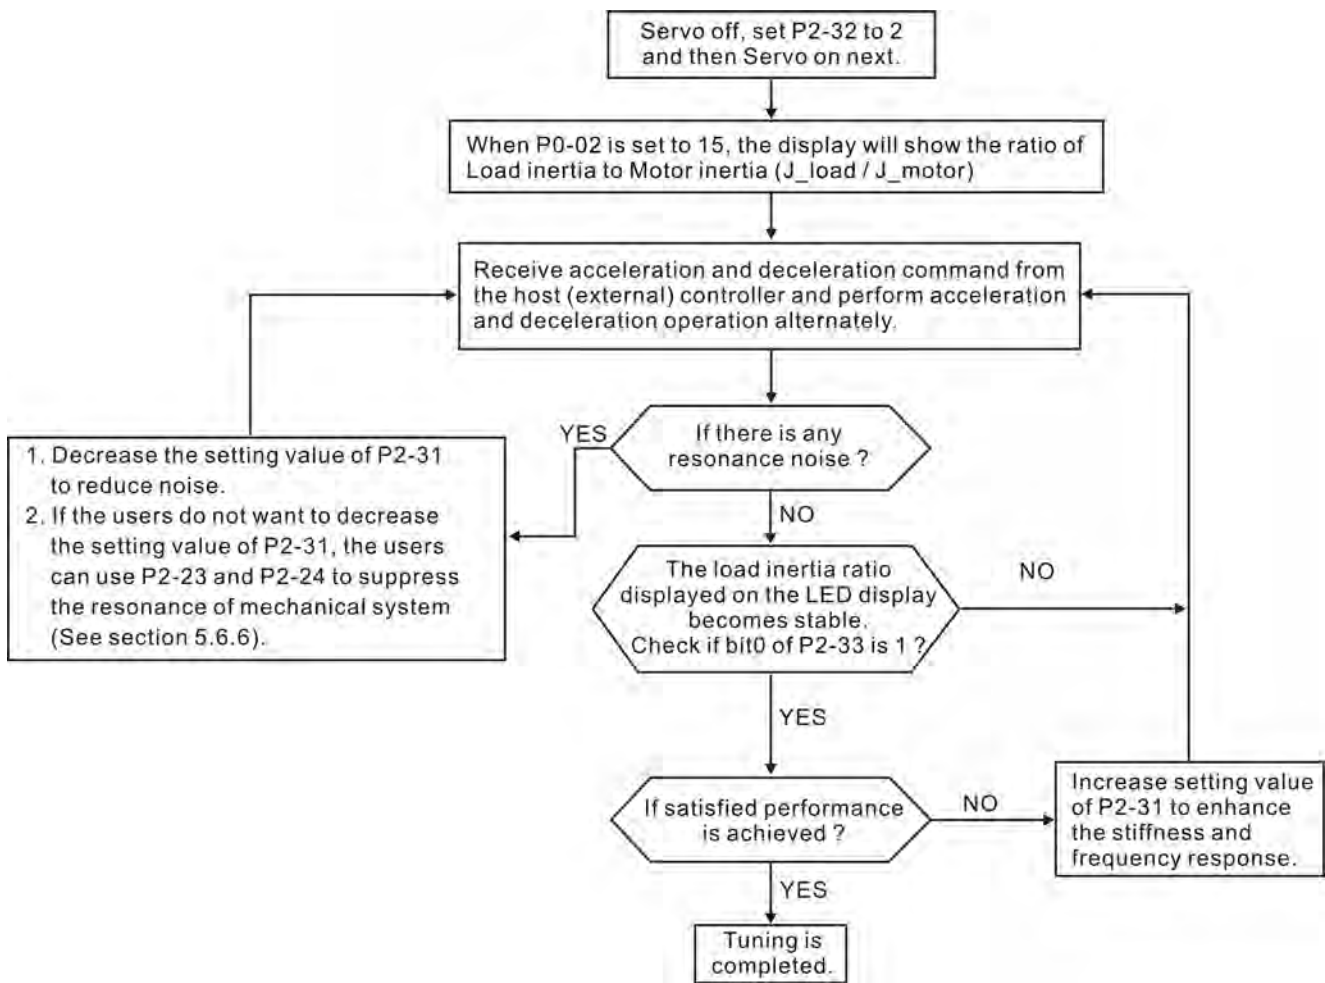 Servo off, set P2-32 to 2
and then Servo on next.
When P0-02 is set to 15, the display will show the ratio of
Load inertia to Motor inertia (J_load / J_motor)
Receive acceleration and deceleration command from
the host (external) controller and perform acceleration
and deceleration operation alternately.
If there is any
resonance noise ?
YES
1. Decrease the setting value of P2-31
to reduce noise.
2. If the users do not want to decrease
the setting value of P2-31, the users
can use P2-23 and P2-24 to suppress
the resonance of mechanical system
(See section 5.6.6).
NO
The load inertia ratio
displayed on the LED display
becomes stable.
Check if bit0 of P2-33 is 1 ?
NO
YES
If satisfied performance
is achieved ?
NO
Increase setting value
of P2-31 to enhance
the stiffness and
frequency response.
YES
Tuning is
completed.